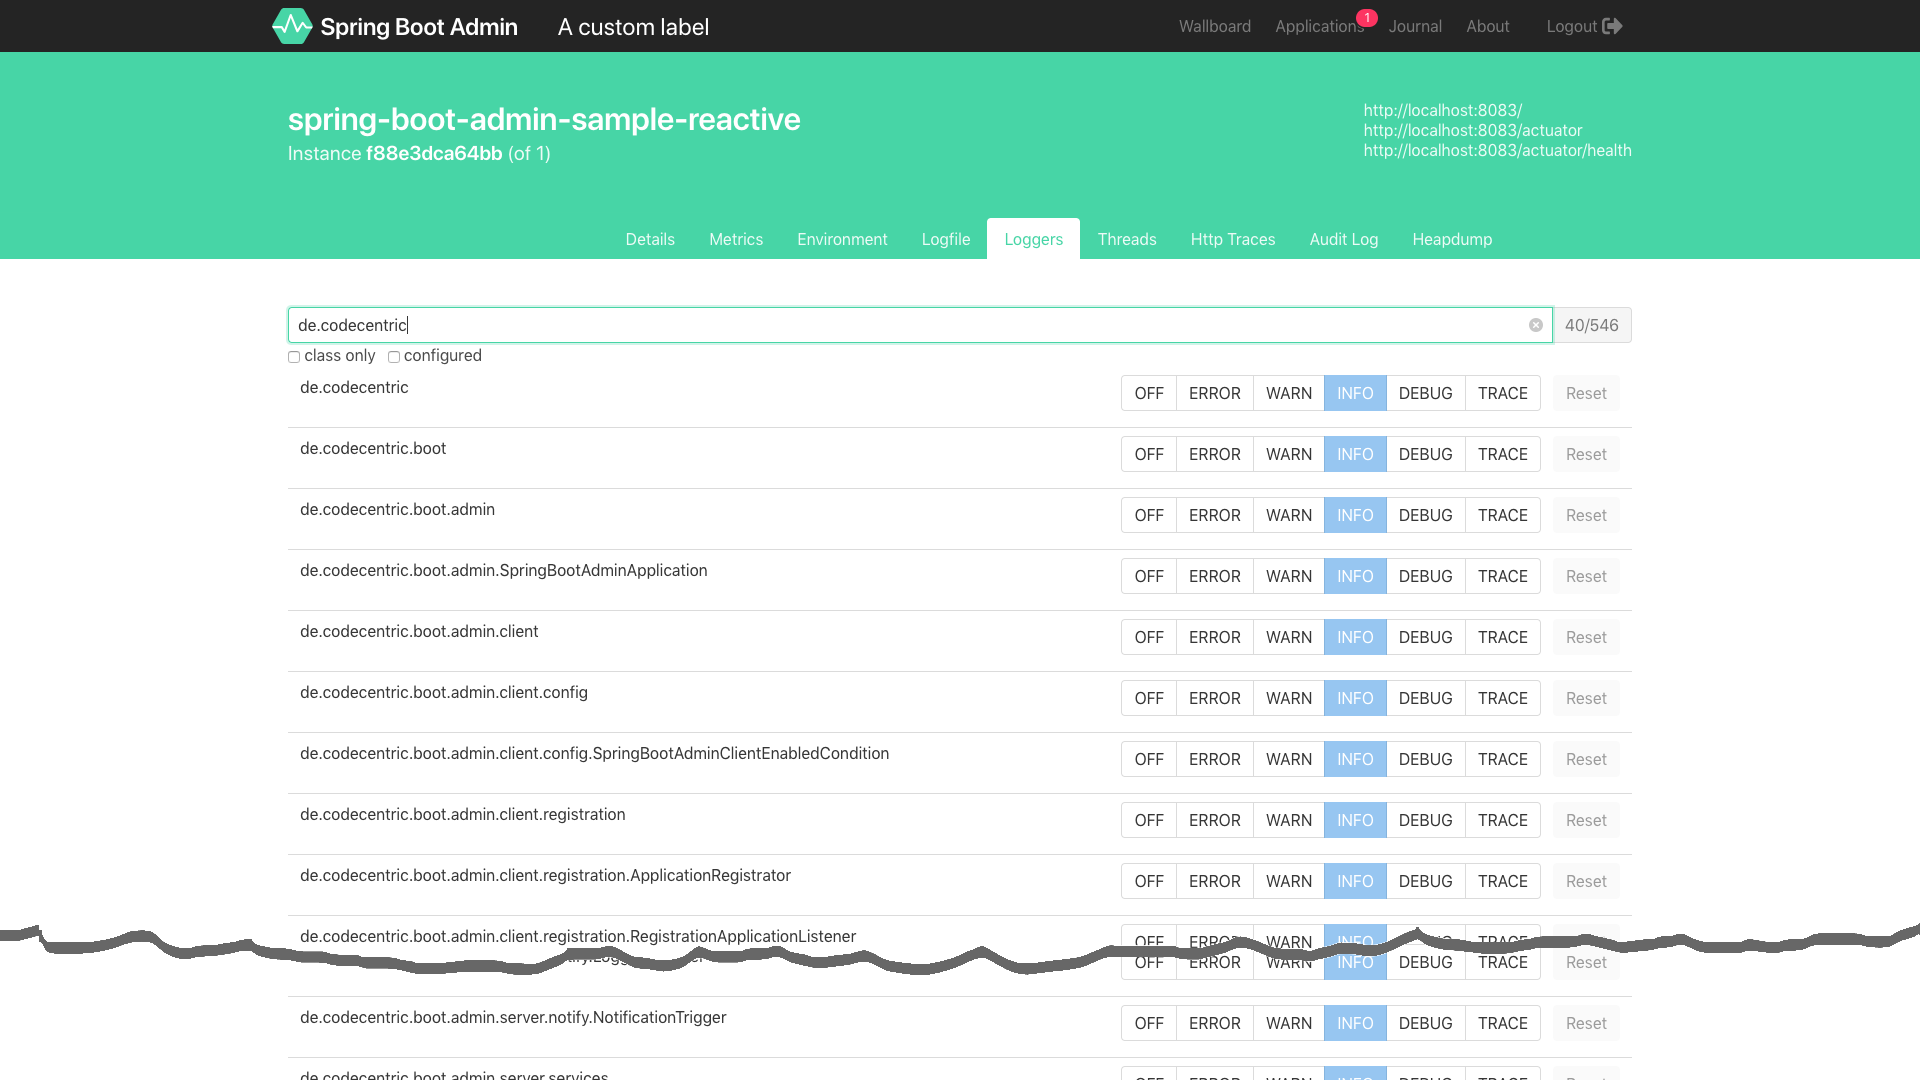 Spring Boot Admin A custom label Wallboard Applications 1 Journal About Logout
spring-boot-admin-sample-reactive
Instance f88e3dca64bb (of 1)
http://localhost:8083/
http://localhost:8083/actuator
http://localhost:8083/actuator/health
Details Metrics Environment Logfile Loggers Threads Http Traces Audit Log Heapdump
de.codecentric 40/546
class only configured
de.codecentric OFF ERROR WARN INFO DEBUG TRACE Reset
de.codecentric.boot OFF ERROR WARN INFO DEBUG TRACE Reset
de.codecentric.boot.admin OFF ERROR WARN INFO DEBUG TRACE Reset
de.codecentric.boot.admin.SpringBootAdminApplication OFF ERROR WARN INFO DEBUG TRACE Reset
de.codecentric.boot.admin.client OFF ERROR WARN INFO DEBUG TRACE Reset
de.codecentric.boot.admin.client.config OFF ERROR WARN INFO DEBUG TRACE Reset
de.codecentric.boot.admin.client.config.SpringBootAdminClientEnabledCondition OFF ERROR WARN INFO DEBUG TRACE Reset
de.codecentric.boot.admin.client.registration OFF ERROR WARN INFO DEBUG TRACE Reset
de.codecentric.boot.admin.client.registration.ApplicationRegistrator OFF ERROR WARN INFO DEBUG TRACE Reset
de.codecentric.boot.admin.client.registration.RegistrationApplicationListener OFF ERROR WARN INFO DEBUG TRACE Reset
OFF ERROR WARN INFO DEBUG TRACE Reset
de.codecentric.boot.admin.server.notify.NotificationTrigger OFF ERROR WARN INFO DEBUG TRACE Reset
de.codecentric.boot.admin.server.services OFF ERROR WARN INFO DEBUG TRACE Reset